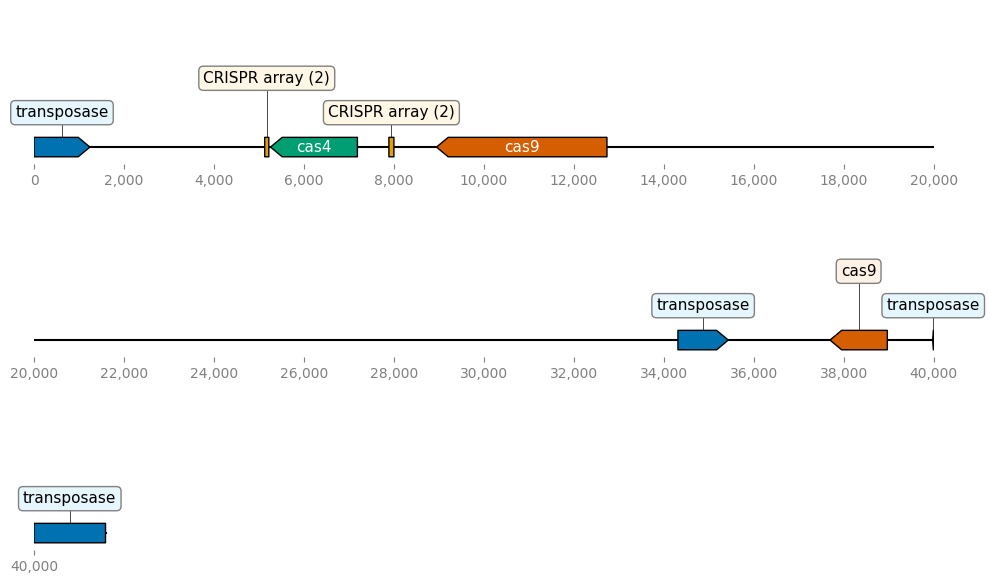 CRISPR array (2)
transposase CRISPR array (2)
cas4 cas9
0 2,000 4,000 6,000 8,000 10,000 12,000 14,000 16,000 18,000 20,000
cas9
transposase transposase
20,000 22,000 24,000 26,000 28,000 30,000 32,000 34,000 36,000 38,000 40,000
transposase
40,000